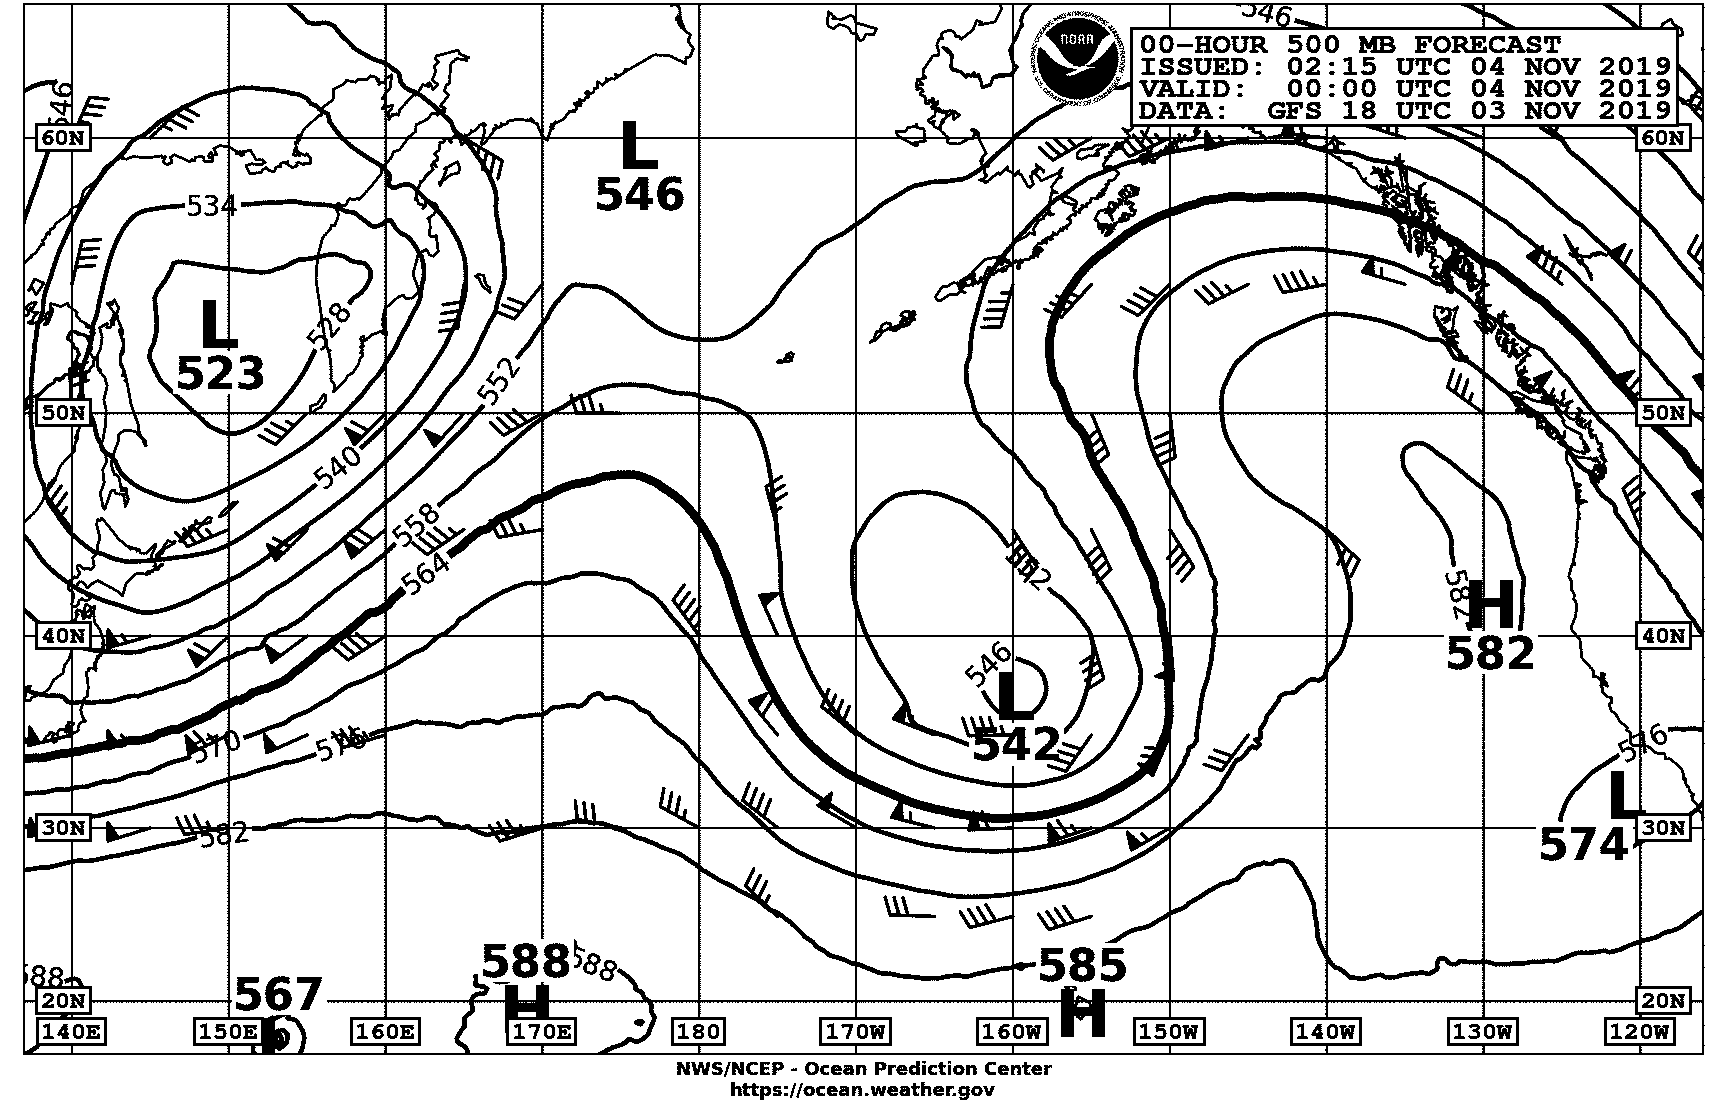 546
NOAA
00-HOUR 500 MB FORECAST
ISSUED: 02:15 UTC 04 NOV 2019
VALID: 00:00 UTC 04 NOV 2019
DATA: GFS 18 UTC 03 NOV 2019
546
60N
60N
L
546
534
L
523
528
552
50N
50N
540
558
552
564
582
H
582
40N
40N
546
L
542
570
576
576
L
574
582
30N
30N
588
588
588
585
H
H
567
20N
20N
140E
150E
160E
170E
180
170W
160W
150W
140W
130W
120W
NWS/NCEP - Ocean Prediction Center
https://ocean.weather.gov